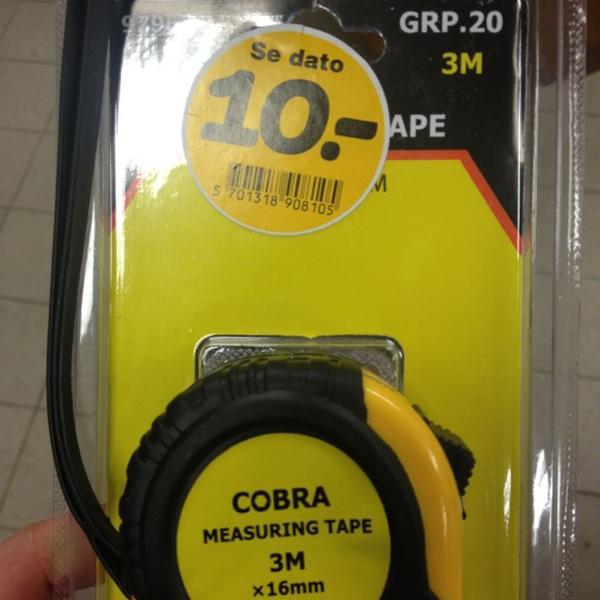 GRP.20
3M
Se dato
10.-
APE
5 701318 908105
M
COBRA
MEASURING TAPE
3M
×16mm